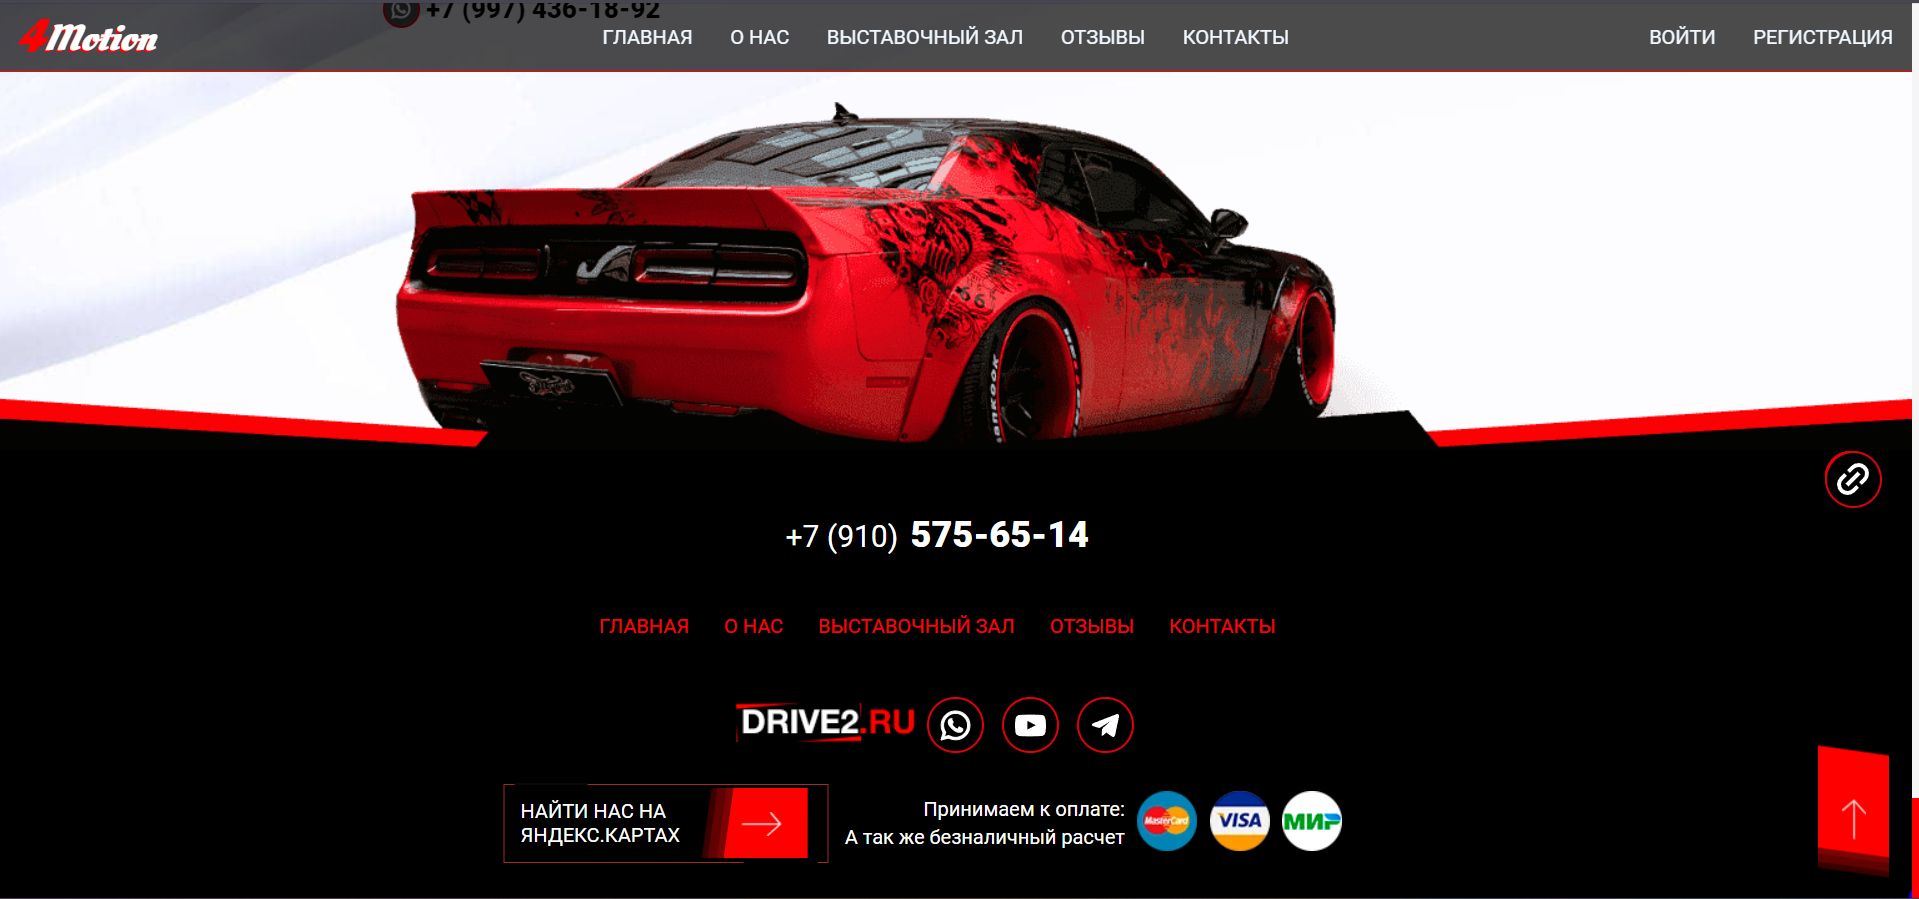 +7 (997) 436-18-92
4Motion
ГЛАВНАЯ О НАС ВЫСТАВОЧНЫЙ ЗАЛ ОТЗЫВЫ КОНТАКТЫ
ВОЙТИ РЕГИСТРАЦИЯ
66
HANKOOK
+7 (910) 575-65-14
ГЛАВНАЯ О НАС ВЫСТАВОЧНЫЙ ЗАЛ ОТЗЫВЫ КОНТАКТЫ
DRIVE2.RU
НАЙТИ НАС НА
ЯНДЕКС.КАРТАХ
Принимаем к оплате:
А так же безналичный расчет
MasterCard
VISA
МИР